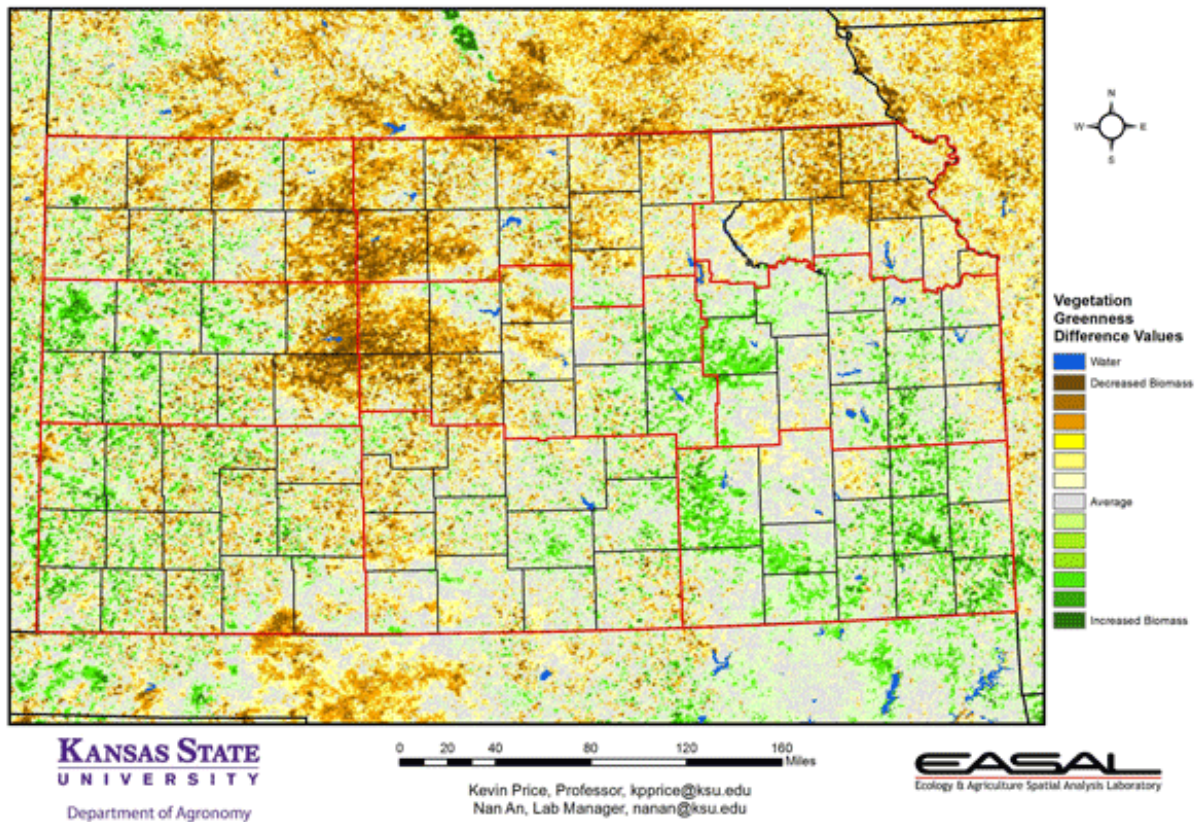 N
W E
S
Vegetation
Greenness
Difference Values
Water
Decreased Biomass
Average
Increased Biomass
KANSAS STATE
UNIVERSITY
Department of Agronomy
0 20 40 80 120 160
Miles
Kevin Price, Professor, kpprice@ksu.edu
Nan An, Lab Manager, nanan@ksu.edu
EASAL
Ecology & Agriculture Spatial Analysis Laboratory